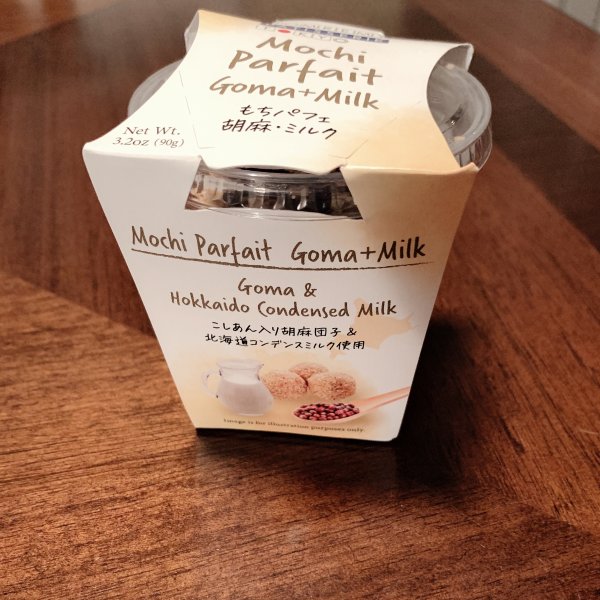 Mochi
Parfait
Goma+Milk
もちパフェ
胡麻・ミルク
Net Wt.
3.2oz (90g)
Mochi Parfait Goma+Milk
Goma &
Hokkaido Condensed Milk
こしあん入り胡麻団子 &
北海道コンデンスミルク使用
Image is for illustration purposes only.